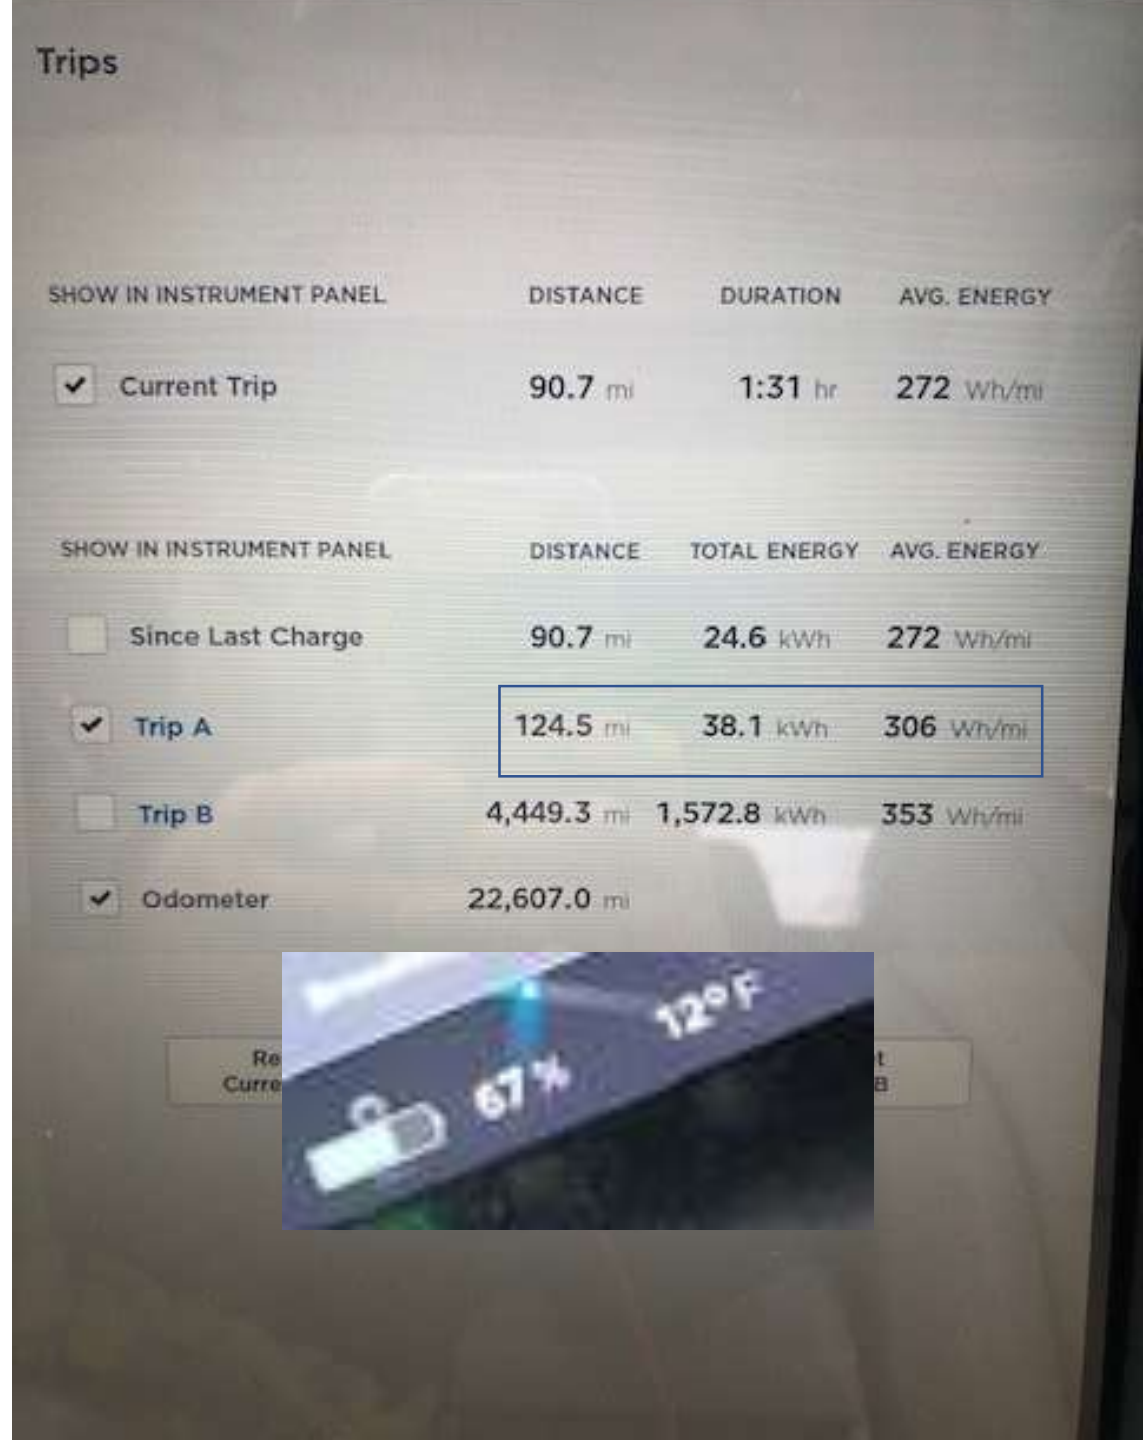 Trips
SHOW IN INSTRUMENT PANEL DISTANCE DURATION AVG. ENERGY
Current Trip 90.7 mi 1:31 hr 272 Wh/mi
SHOW IN INSTRUMENT PANEL DISTANCE TOTAL ENERGY AVG. ENERGY
Since Last Charge 90.7 mi 24.6 kWh 272 Wh/mi
Trip A 124.5 mi 38.1 kWh 306 Wh/mi
Trip B 4,449.3 mi 1,572.8 kWh 353 Wh/mi
Odometer 22,607.0 mi
67 % 12°F
Re t
Curre B